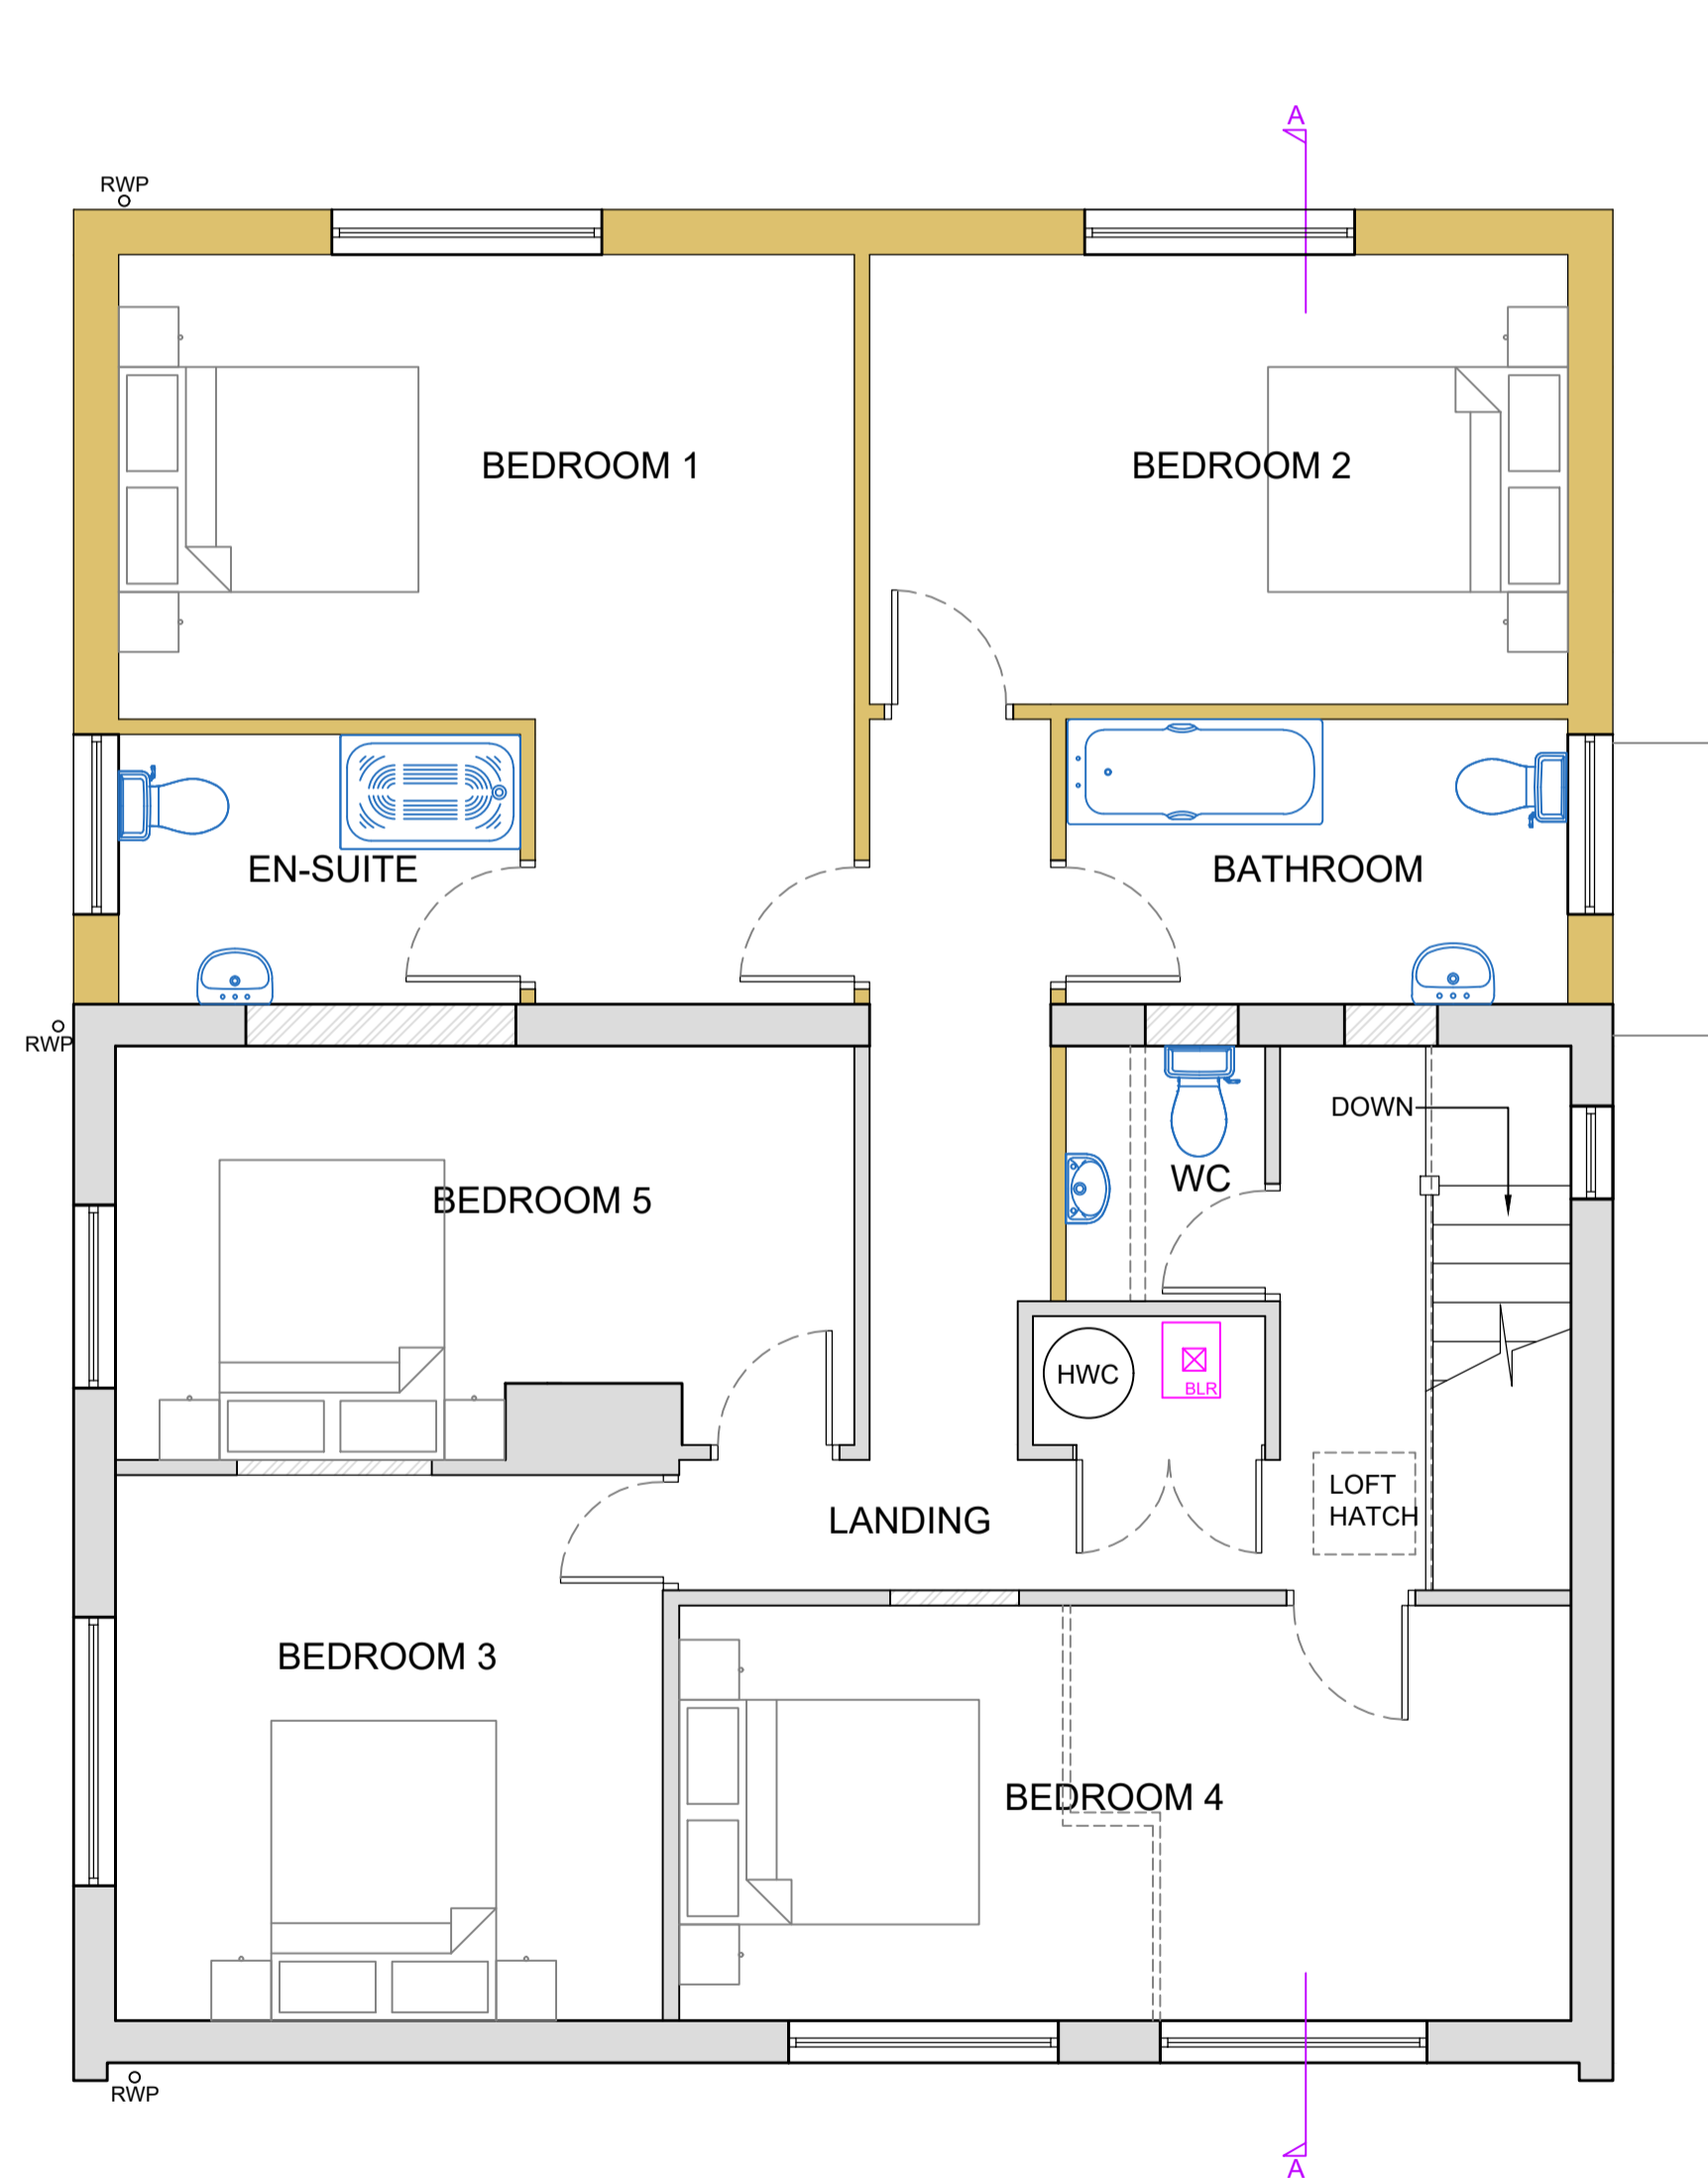 A
RWP
BEDROOM 1
BEDROOM 2
EN-SUITE
BATHROOM
RWP
DOWN
WC
BEDROOM 5
HWC
BLR
LOFT
HATCH
LANDING
BEDROOM 3
BEDROOM 4
RWP
A